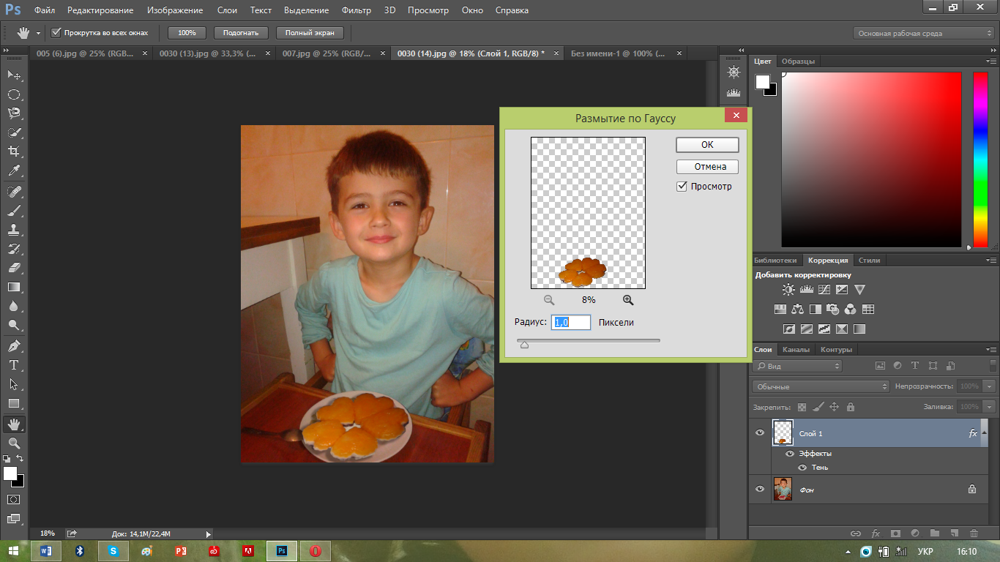 Ps Файл Редактирование Изображение Слои Текст Выделение Фильтр 3D Просмотр Окно Справка
Прокрутка во всех окнах 100% Подогнать Полный экран Основная рабочая среда
005 (6).jpg @ 25% (RGB... × 0030 (13).jpg @ 33,3% (... × 007.jpg @ 25% (RGB/... × 0030 (14).jpg @ 18% (Слой 1, RGB/8) * × Без имени-1 @ 100% (... ×
Цвет Образцы
Размытие по Гауссу
ОК
Отмена
Просмотр
8%
Радиус: 1,0 Пиксели
Библиотеки Коррекция Стили
Добавить корректировку
Слои Каналы Контуры
Вид
Обычные Непрозрачность: 100%
Закрепить: Заливка: 100%
Слой 1 fx
Эффекты
Тень
Фон
fx
18% Док: 14,1M/22,4M
УКР 16:10